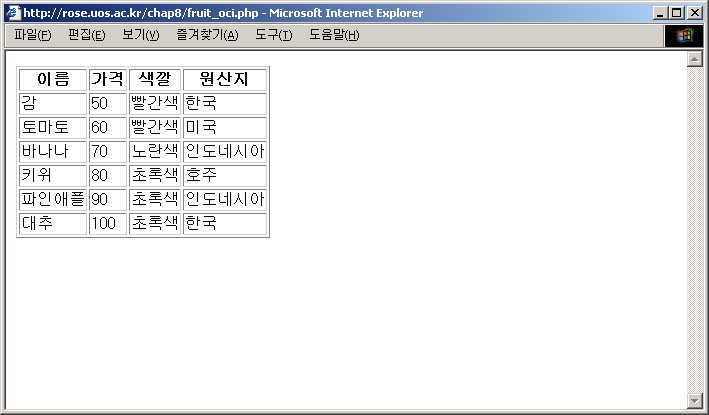 http://rose.uos.ac.kr/chap8/fruit_oci.php - Microsoft Internet Explorer
파일(F) 편집(E) 보기(V) 즐겨찾기(A) 도구(T) 도움말(H)
이름 가격 색깔 원산지
감 50 빨간색 한국
토마토 60 빨간색 미국
바나나 70 노란색 인도네시아
키위 80 초록색 호주
파인애플 90 초록색 인도네시아
대추 100 초록색 한국